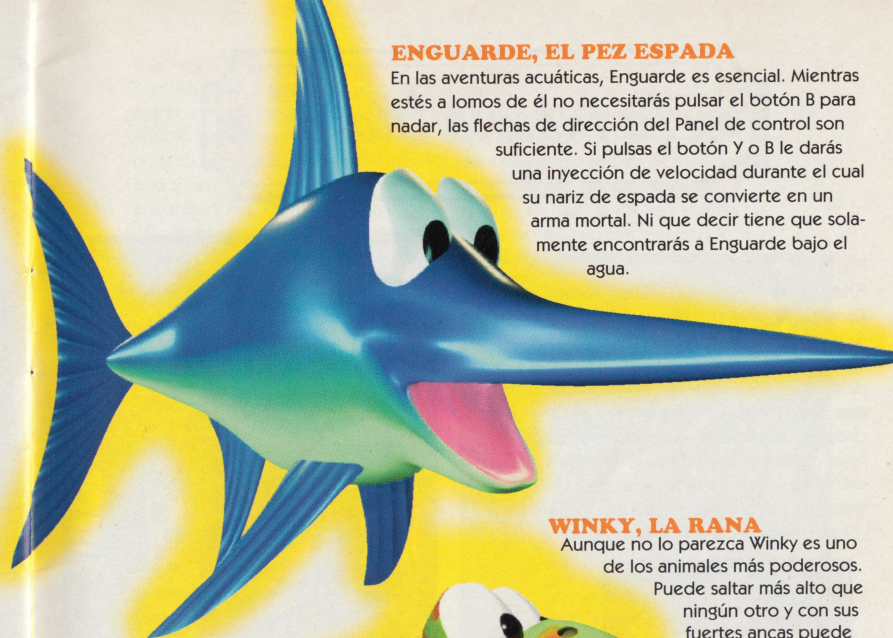 ENGUARDE, EL PEZ ESPADA
En las aventuras acuáticas, Enguarde es esencial. Mientras
estés a lomos de él no necesitarás pulsar el botón B para
nadar, las flechas de dirección del Panel de control son
suficiente. Si pulsas el botón Y o B le darás
una inyección de velocidad durante el cual
su nariz de espada se convierte en un
arma mortal. Ni que decir tiene que sola-
mente encontrarás a Enguarde bajo el
agua.
WINKY, LA RANA
Aunque no lo parezca Winky es uno
de los animales más poderosos.
Puede saltar más alto que
ningún otro y con sus
fuertes ancas puede